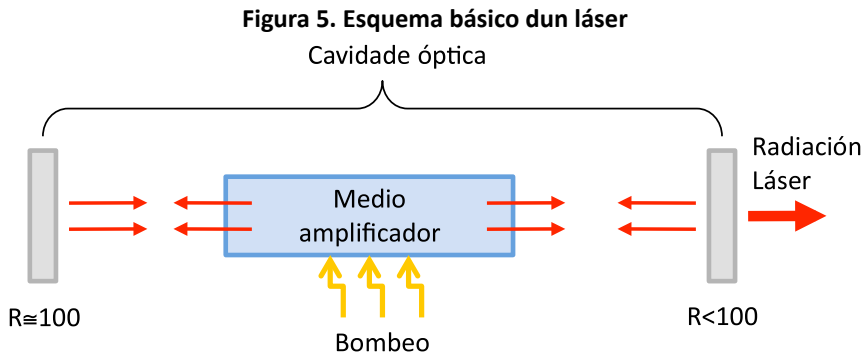 Figura 5. Esquema básico dun láser
Cavidade óptica
Radiación
Láser
Medio
amplificador
R≅100
R<100
Bombeo